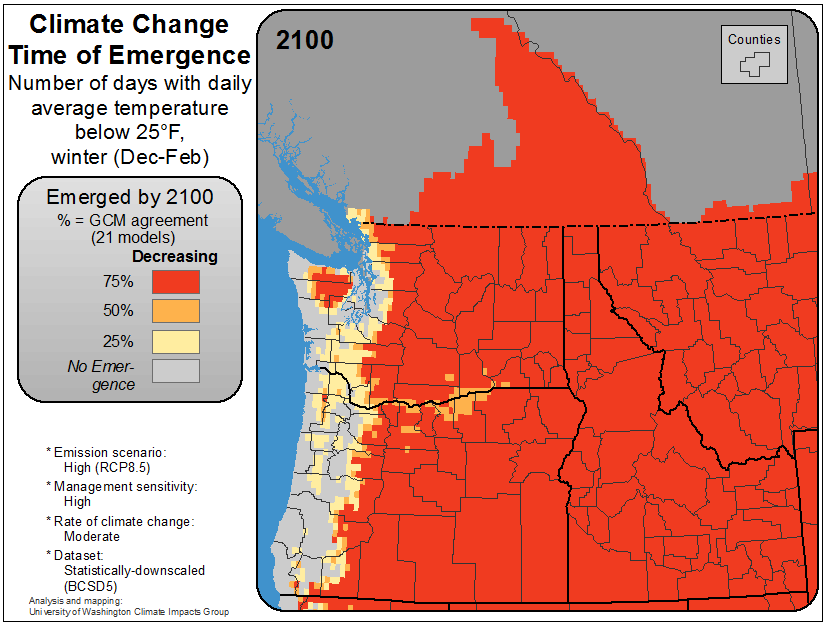 Climate Change
Time of Emergence
Number of days with daily
average temperature
below 25°F,
winter (Dec-Feb)
Emerged by 2100
% = GCM agreement
(21 models)
Decreasing
75%
50%
25%
No Emer-
gence
* Emission scenario:
High (RCP8.5)
* Management sensitivity:
High
* Rate of climate change:
Moderate
* Dataset:
Statistically-downscaled
(BCSD5)
Analysis and mapping:
University of Washington Climate Impacts Group
2100
Counties